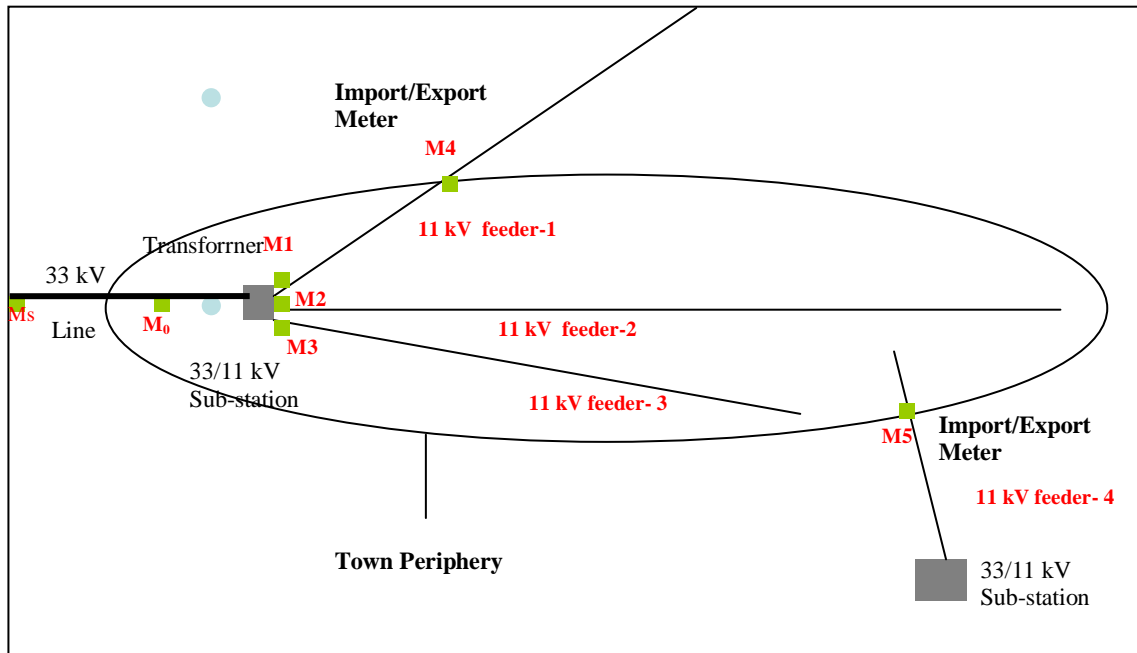 Import/Export
Meter
M4
11 kV feeder-1
Transforrner
M1
33 kV
Ms
Line
M₀
M2
M3
11 kV feeder-2
33/11 kV
Sub-station
11 kV feeder- 3
M5
Import/Export
Meter
11 kV feeder- 4
Town Periphery
33/11 kV
Sub-station